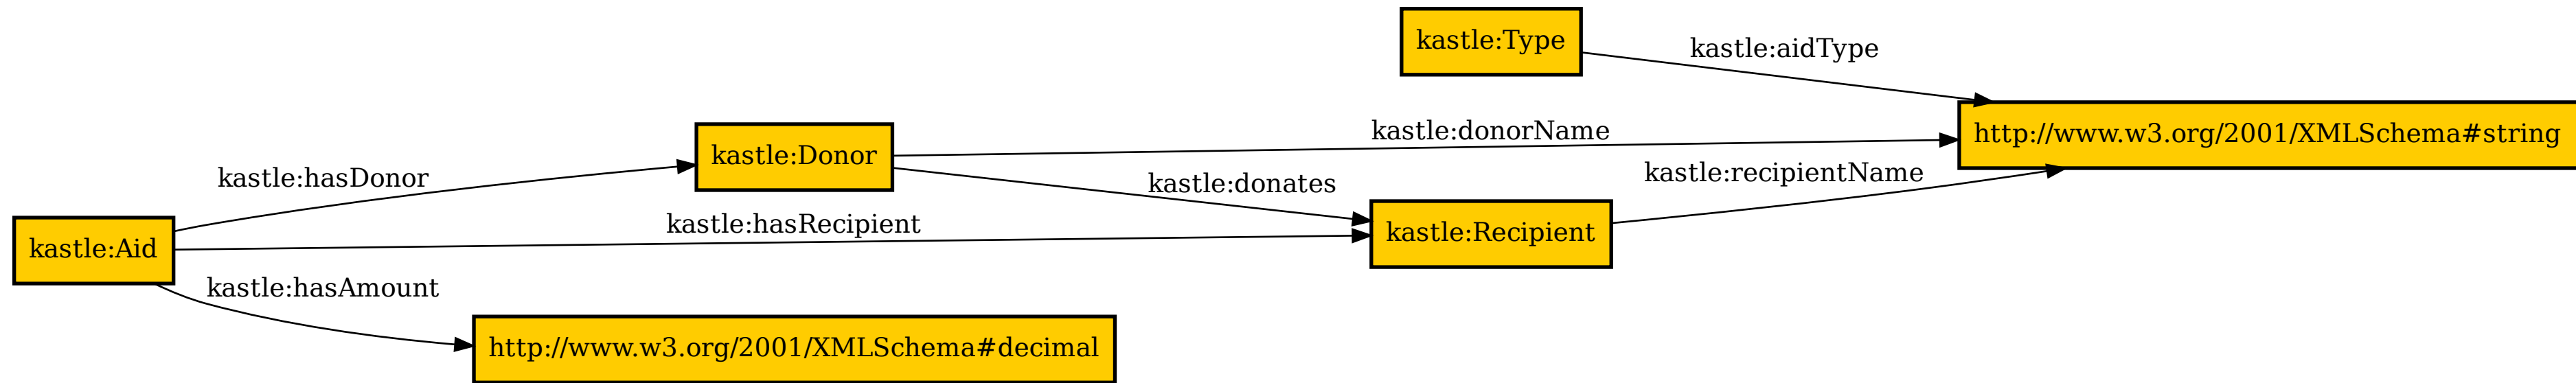 kastle:Type
kastle:aidType
http://www.w3.org/2001/XMLSchema#string
kastle:donorName
kastle:Donor
kastle:hasDonor
kastle:donates
kastle:recipientName
kastle:hasRecipient
kastle:Recipient
kastle:Aid
kastle:hasAmount
http://www.w3.org/2001/XMLSchema#decimal